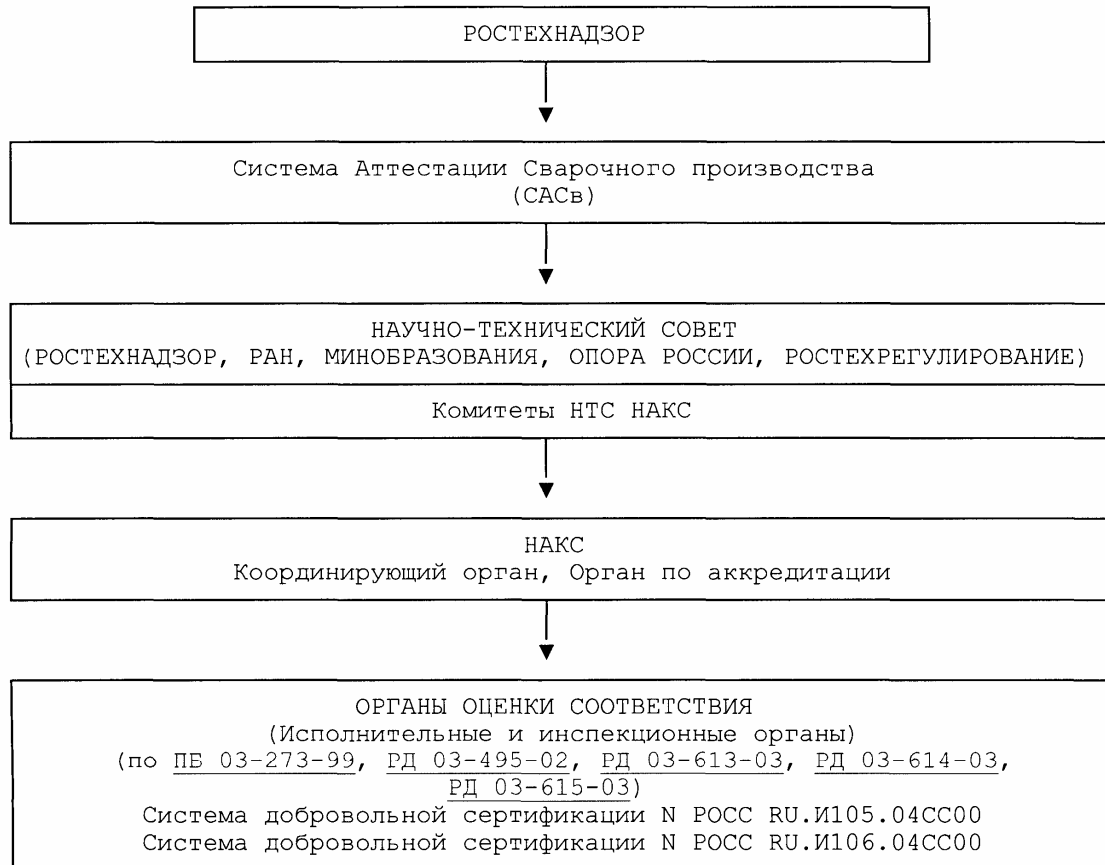 РОСТЕХНАДЗОР
Система Аттестации Сварочного производства
(САСв)
НАУЧНО-ТЕХНИЧЕСКИЙ СОВЕТ
(РОСТЕХНАДЗОР, РАН, МИНОБРАЗОВАНИЯ, ОПОРА РОССИИ, РОСТЕХРЕГУЛИРОВАНИЕ)
Комитеты НТС НАКС
НАКС
Координирующий орган, Орган по аккредитации
ОРГАНЫ ОЦЕНКИ СООТВЕТСТВИЯ
(Исполнительные и инспекционные органы)
(по ПБ 03-273-99, РД 03-495-02, РД 03-613-03, РД 03-614-03,
РД 03-615-03)
Система добровольной сертификации N РОСС RU.И105.04СС00
Система добровольной сертификации N РОСС RU.И106.04СС00